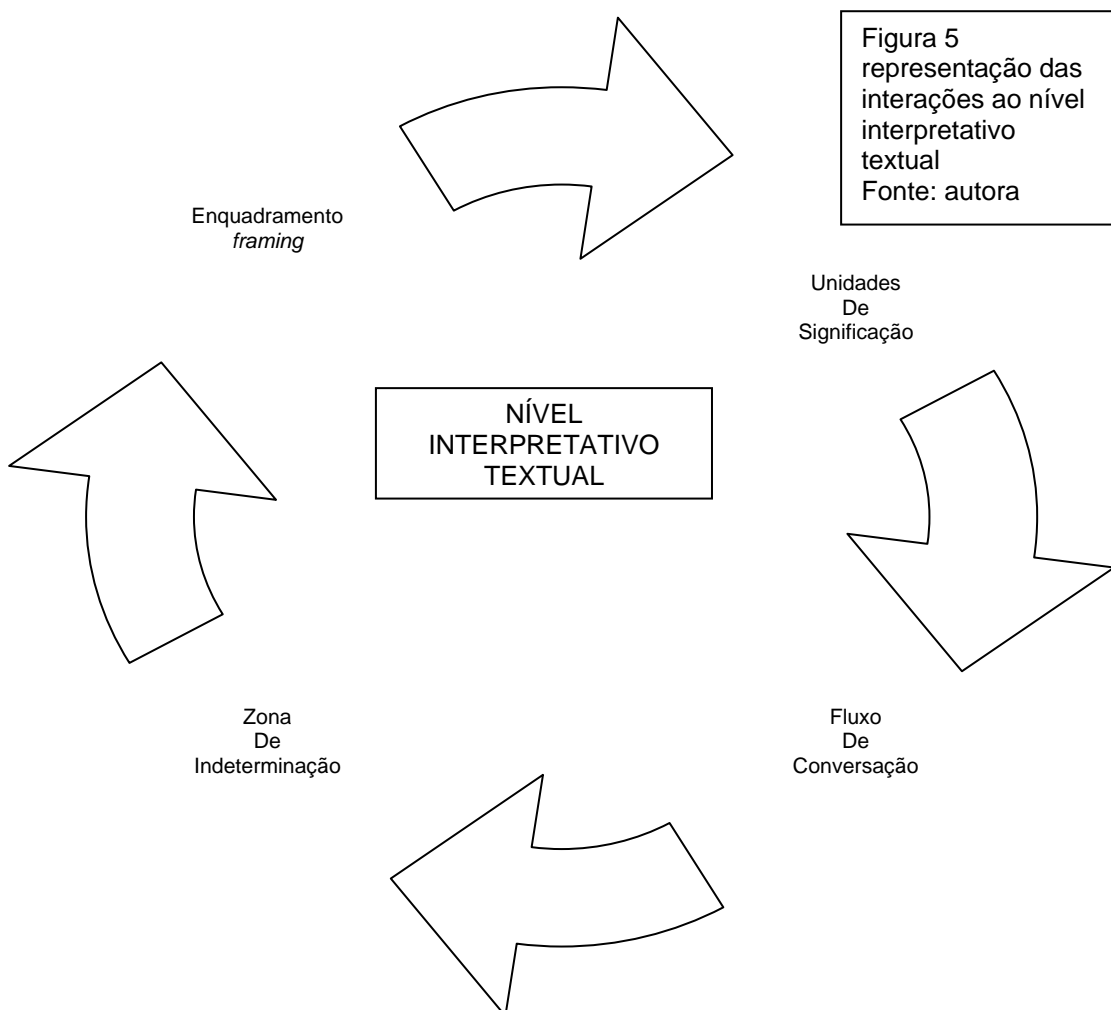 Figura 5
representação das
interações ao nível
interpretativo
textual
Fonte: autora
Enquadramento
framing
Unidades
De
Significação
NÍVEL
INTERPRETATIVO
TEXTUAL
Zona
De
Indeterminação
Fluxo
De
Conversação